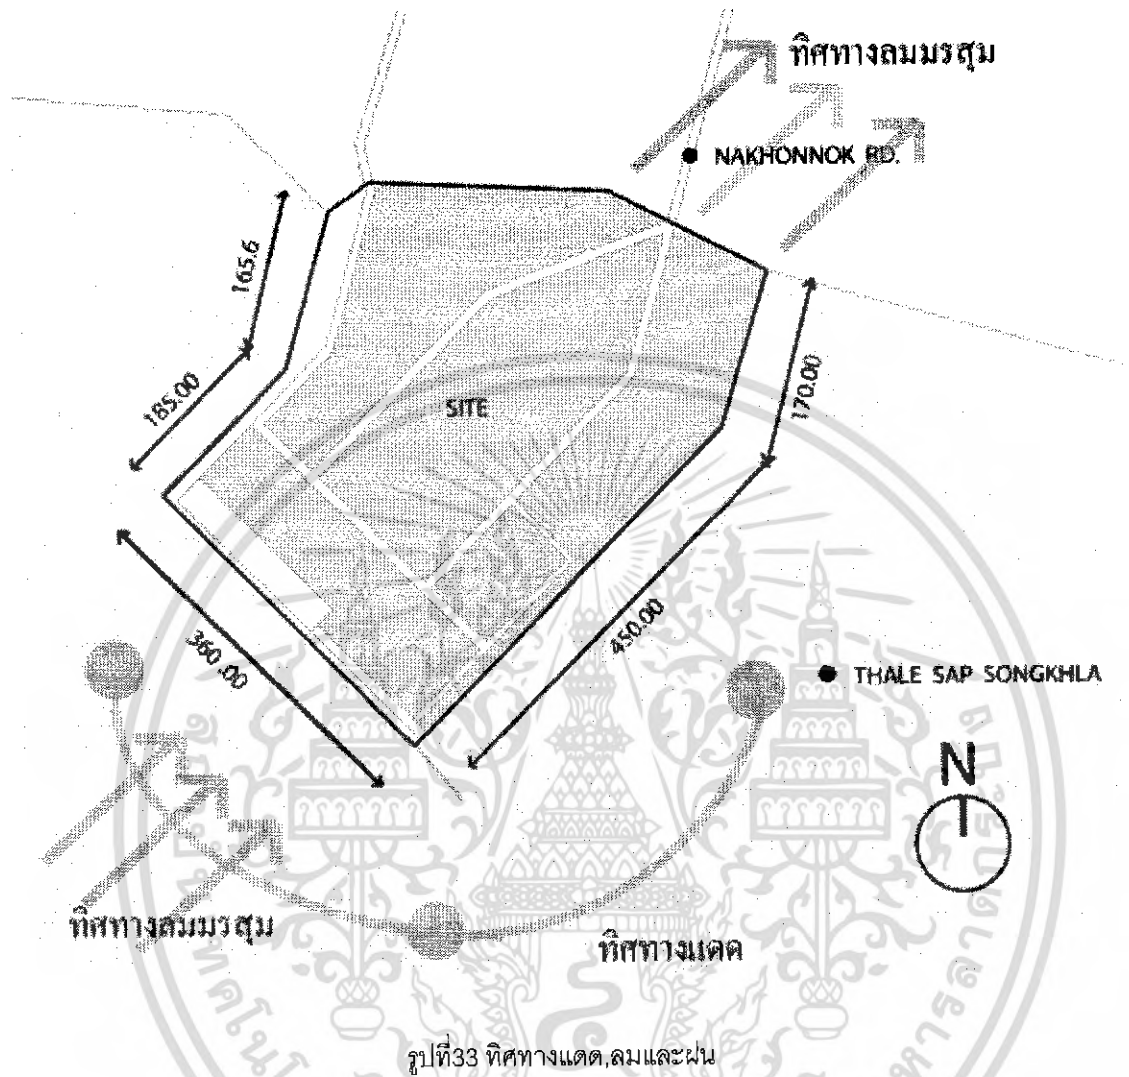 ทิศทางลมมรสุม
NAKHONNOK RD.
165.6
185.00
170.00
SITE
360.00
450.00
THALE SAP SONGKHLA
N
ทิศทางลมมรสุม
ทิศทางแดด
รูปที่33 ทิศทางแดด,ลมและฝน